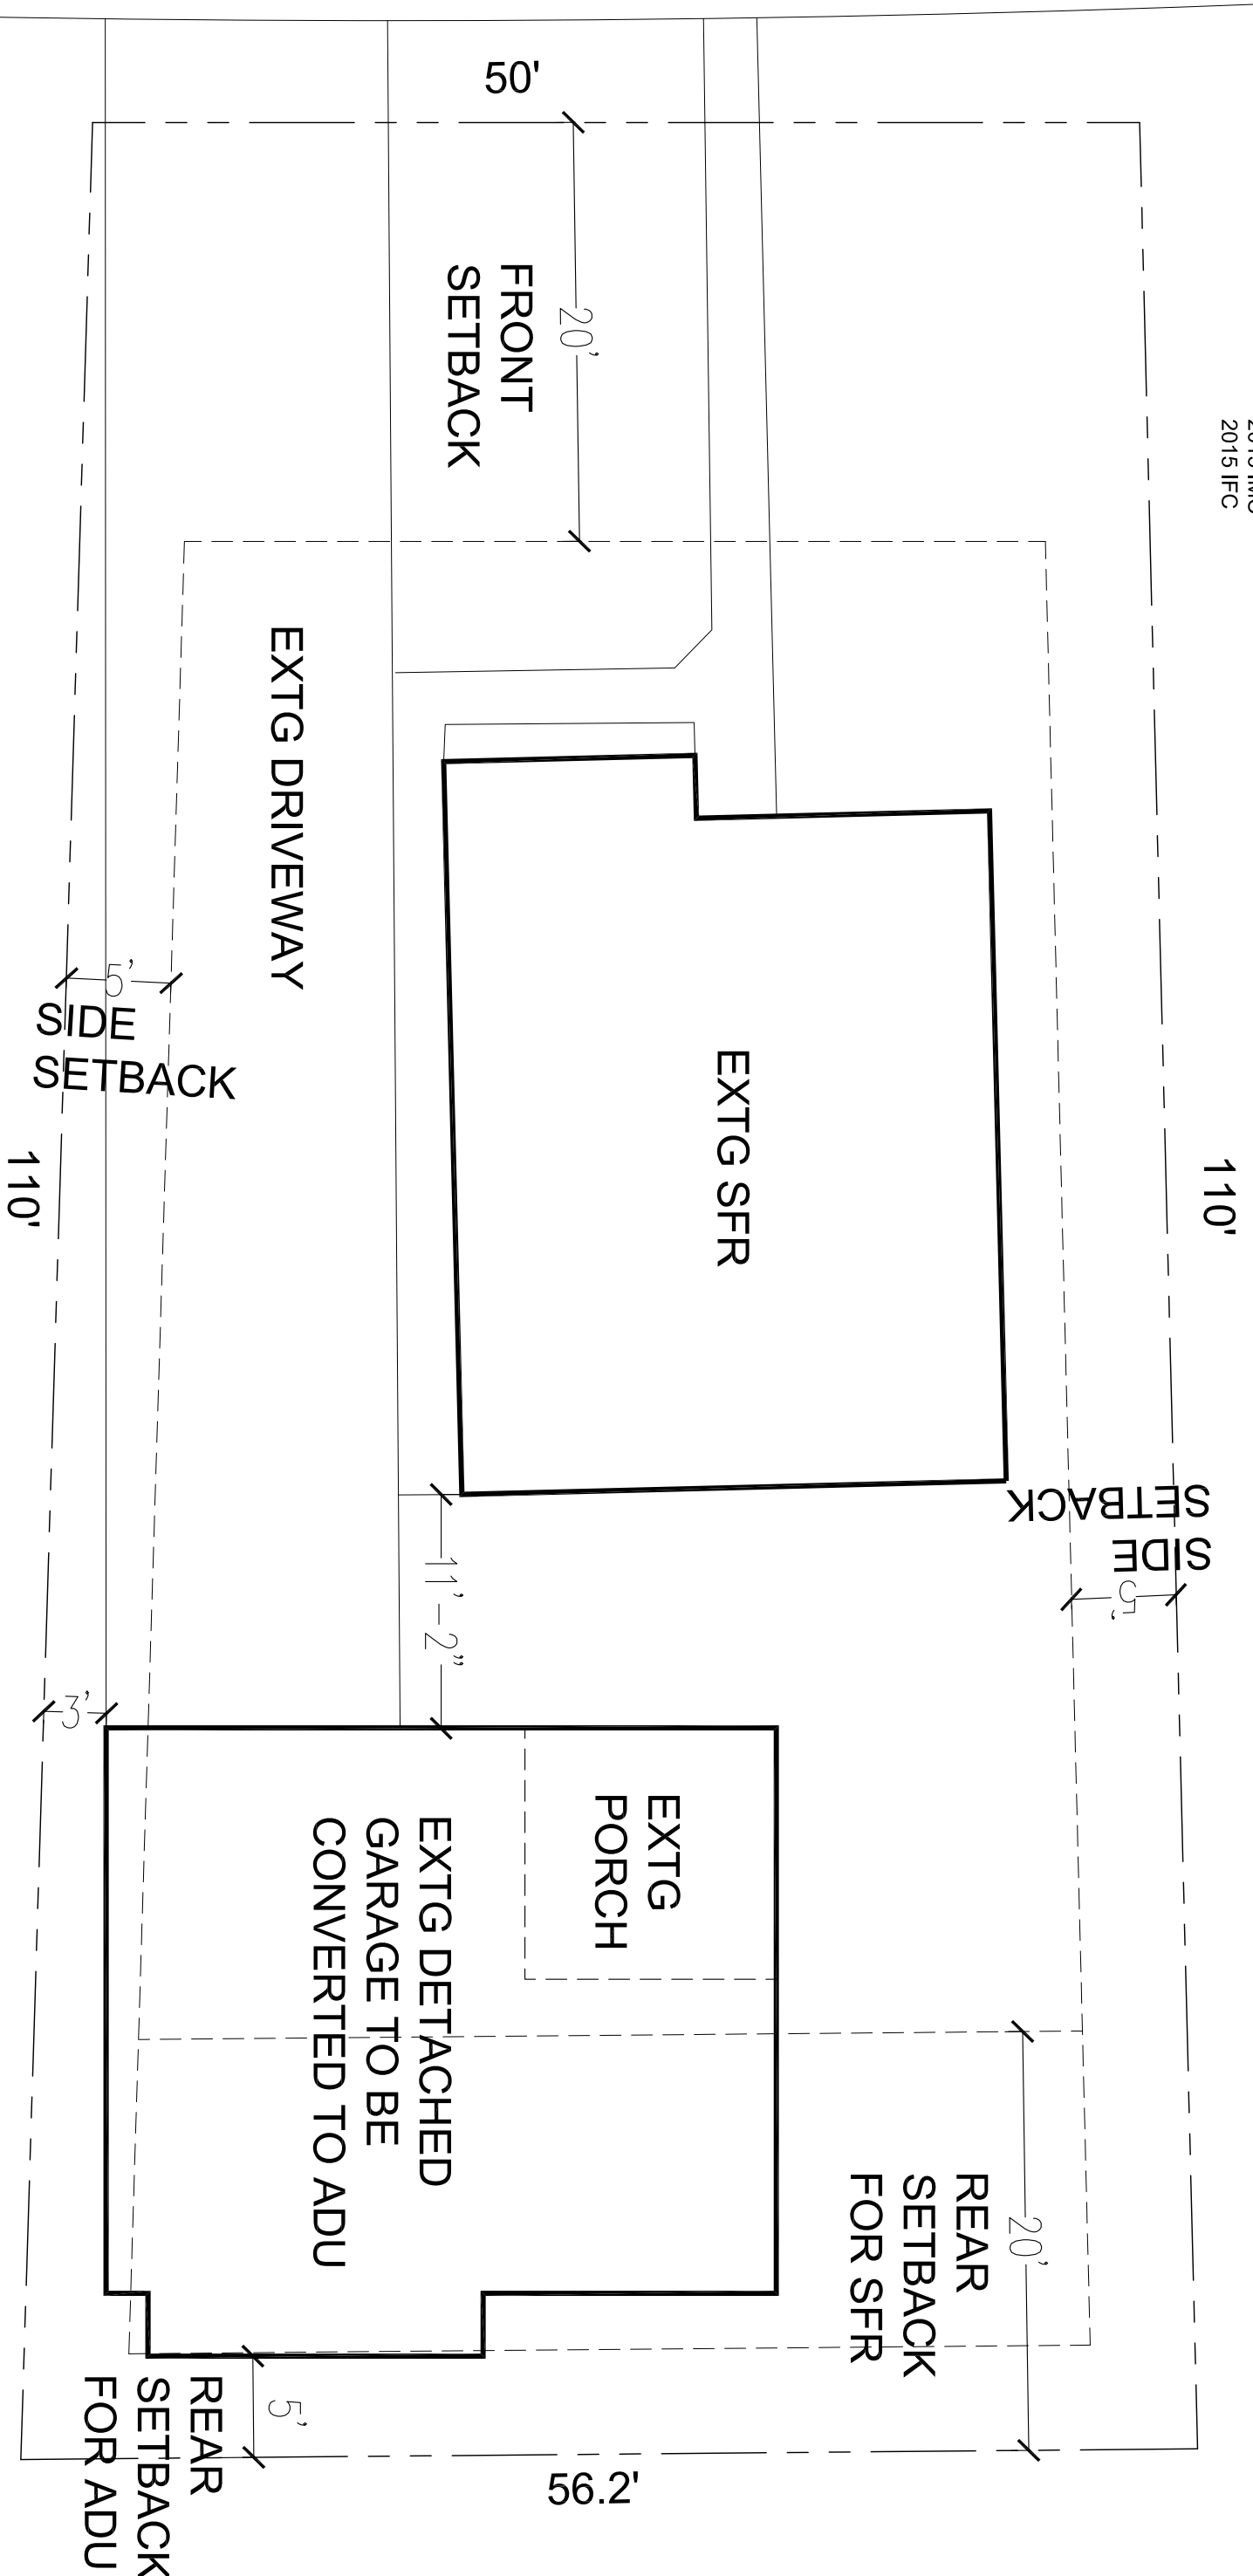 50'
20'
FRONT
SETBACK
2015 IFC
EXTG DRIVEWAY
5'
SIDE
SETBACK
EXTG SFR
110'
110'
SIDE
SETBACK
5'
11'-2"
3'
EXTG
PORCH
EXTG DETACHED
GARAGE TO BE
CONVERTED TO ADU
20'
REAR
SETBACK
FOR SFR
5'
REAR
SETBACK
FOR ADU
56.2'